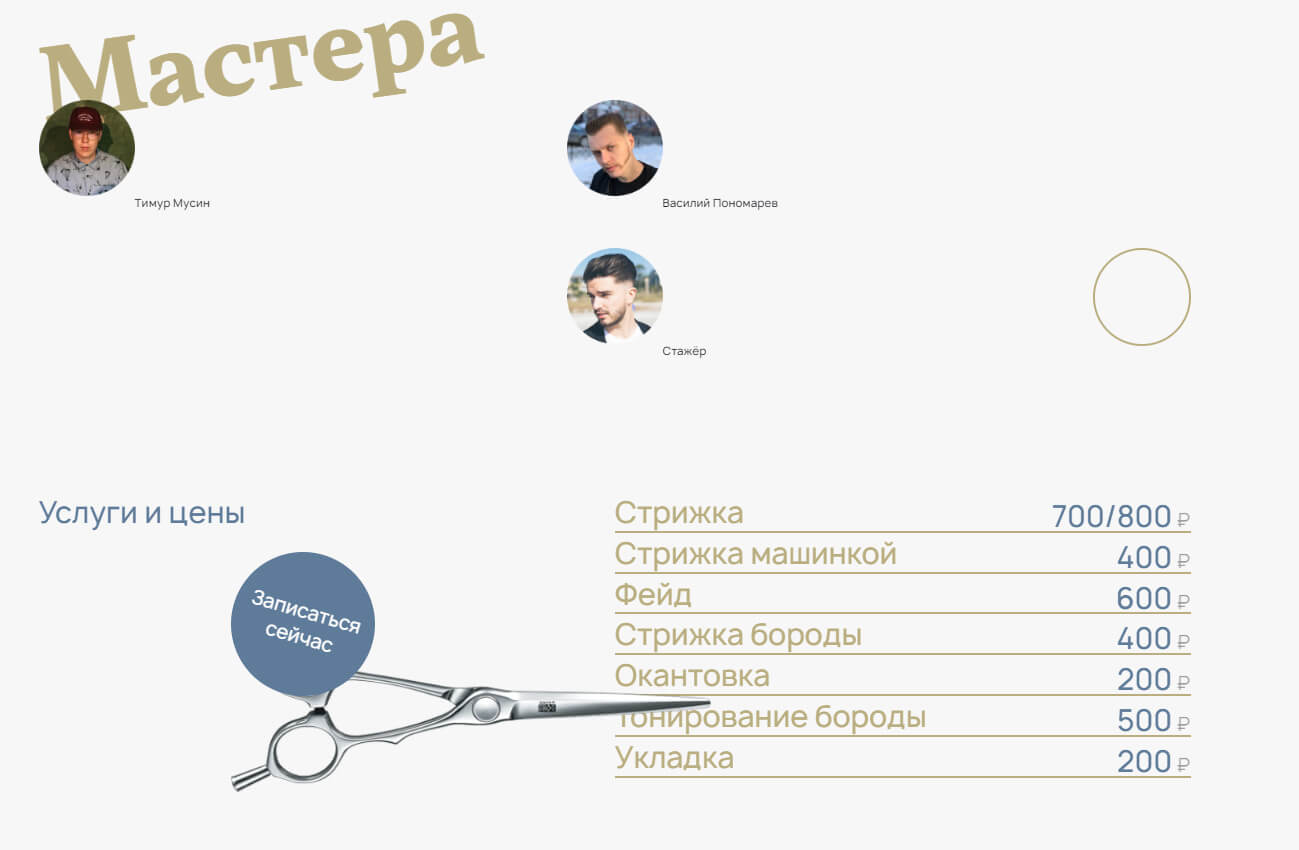 Мастера
Тимур Мусин
Василий Пономарев
Стажёр
Услуги и цены
Записаться
сейчас
Стрижка 700/800 ₽
Стрижка машинкой 400 ₽
Фейд 600 ₽
Стрижка бороды 400 ₽
Окантовка 200 ₽
Тонирование бороды 500 ₽
Укладка 200 ₽